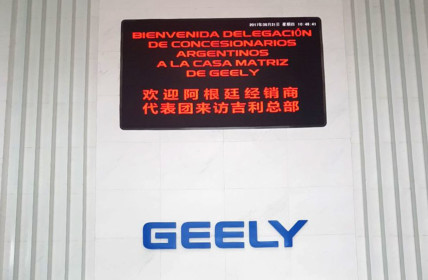 BIENVENIDA DELEGACIÓN
DE CONCESIONARIOS
ARGENTINOS
A LA CASA MATRIZ
DE GEELY
欢迎阿根廷经销商
代表团来访吉利总部
GEELY